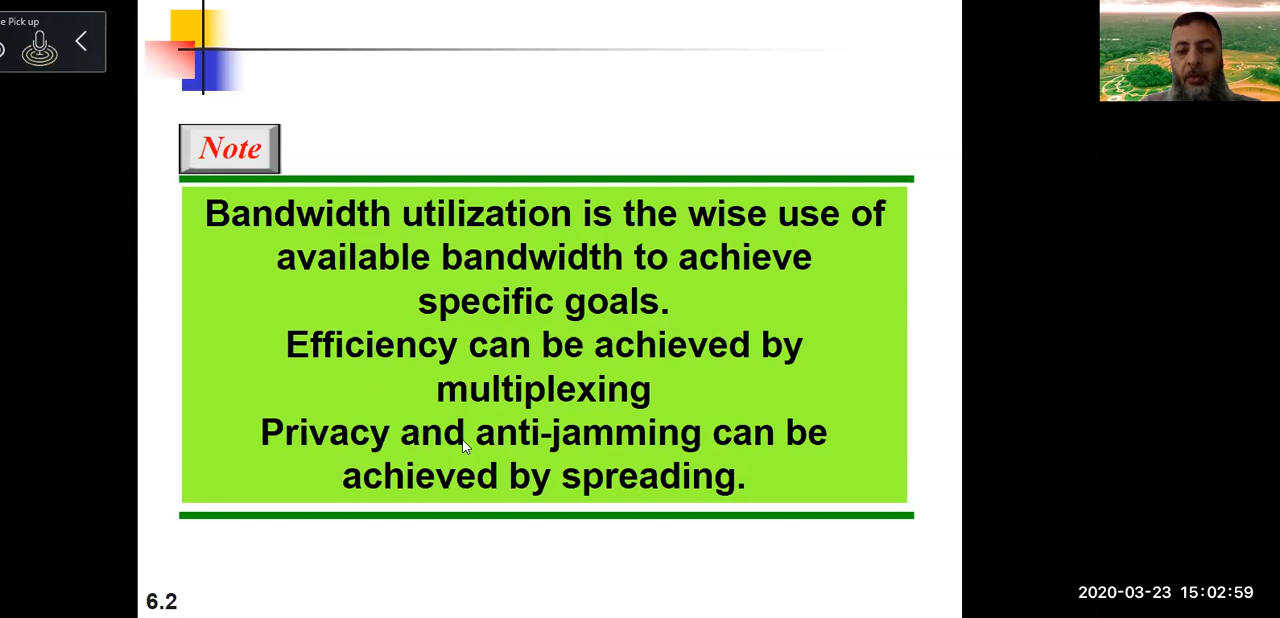 e Pick up
Note
Bandwidth utilization is the wise use of
available bandwidth to achieve
specific goals.
Efficiency can be achieved by
multiplexing
Privacy and anti-jamming can be
achieved by spreading.
6.2
2020-03-23 15:02:59